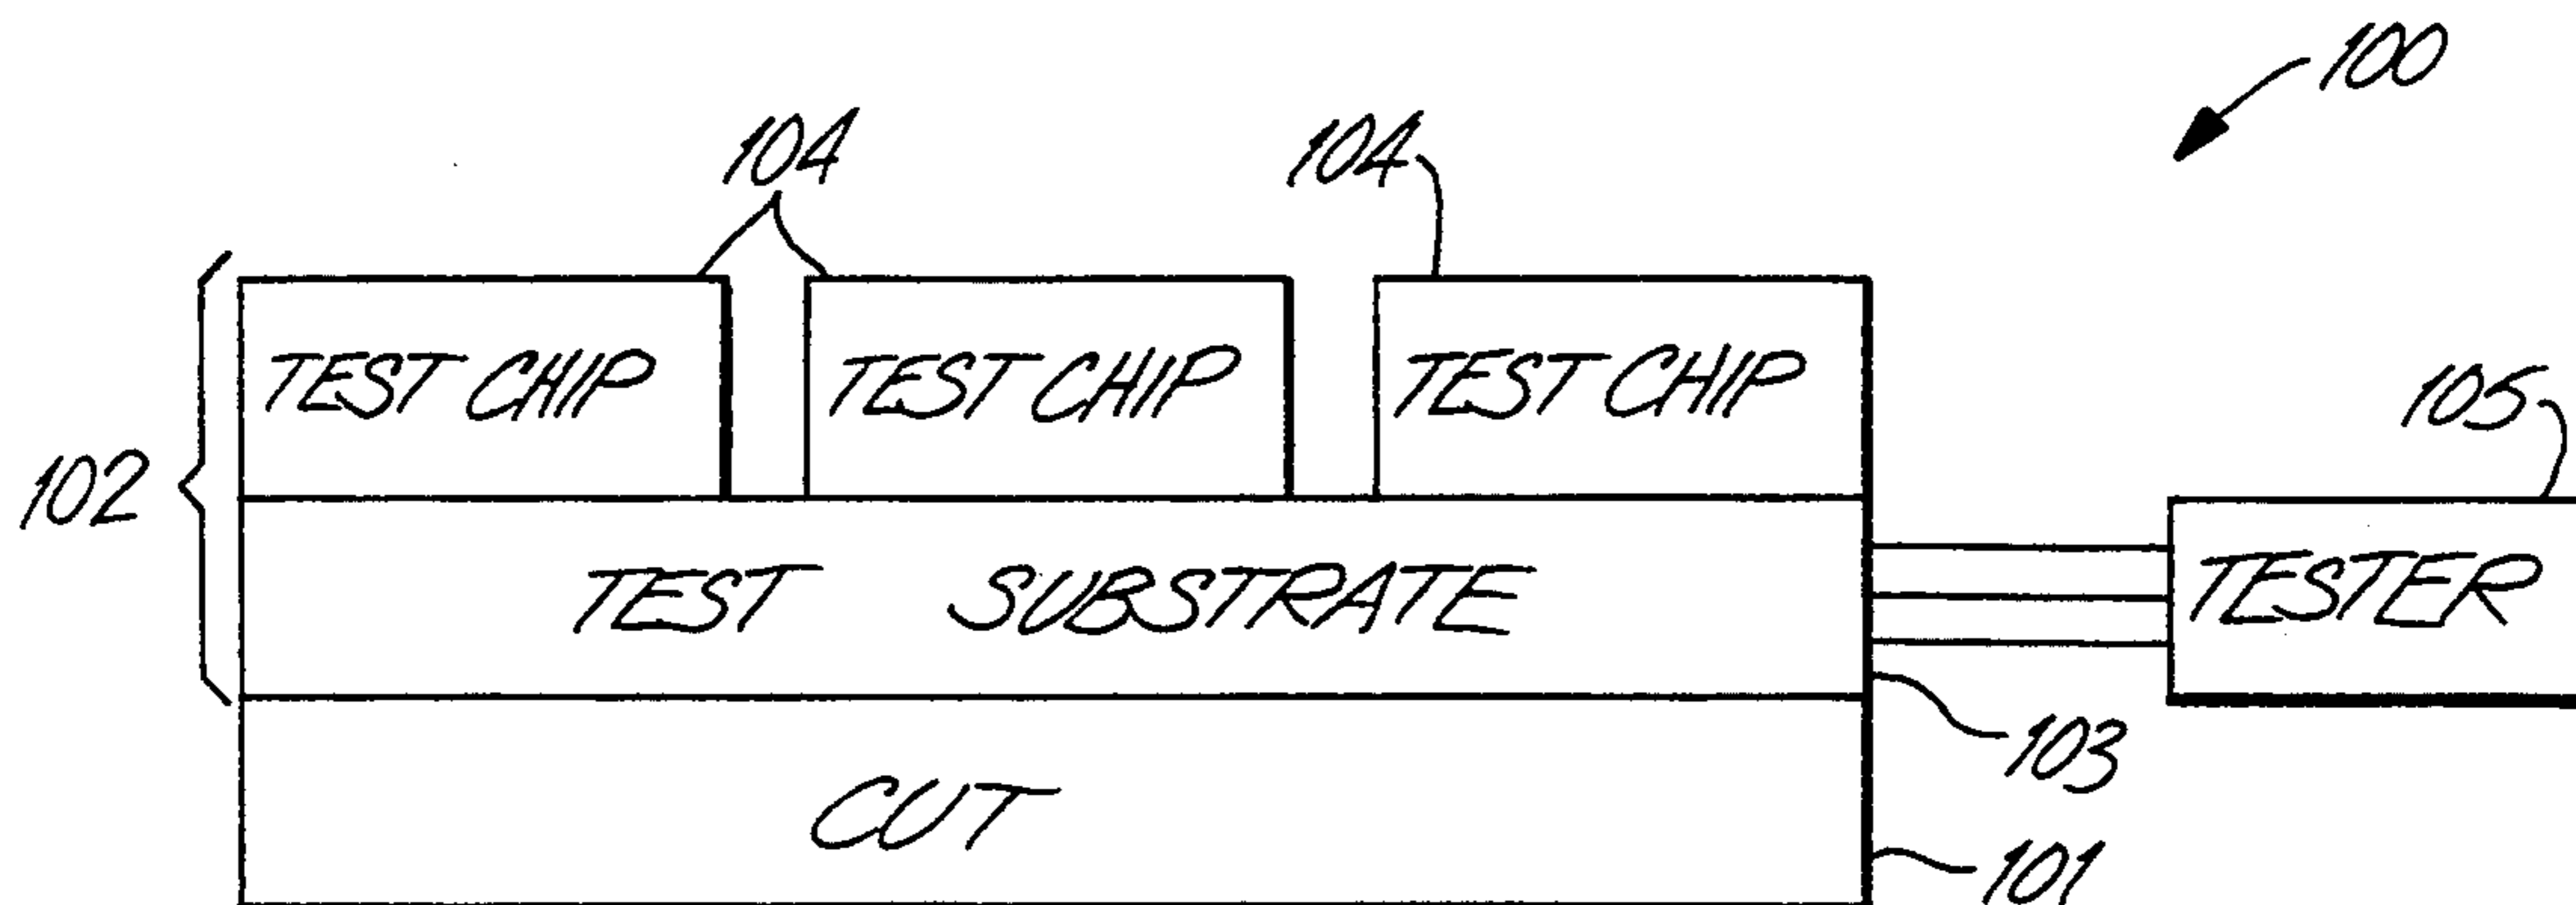 100
104
104
TEST CHIP
TEST CHIP
TEST CHIP
105
102
TEST SUBSTRATE
TESTER
103
CUT
101